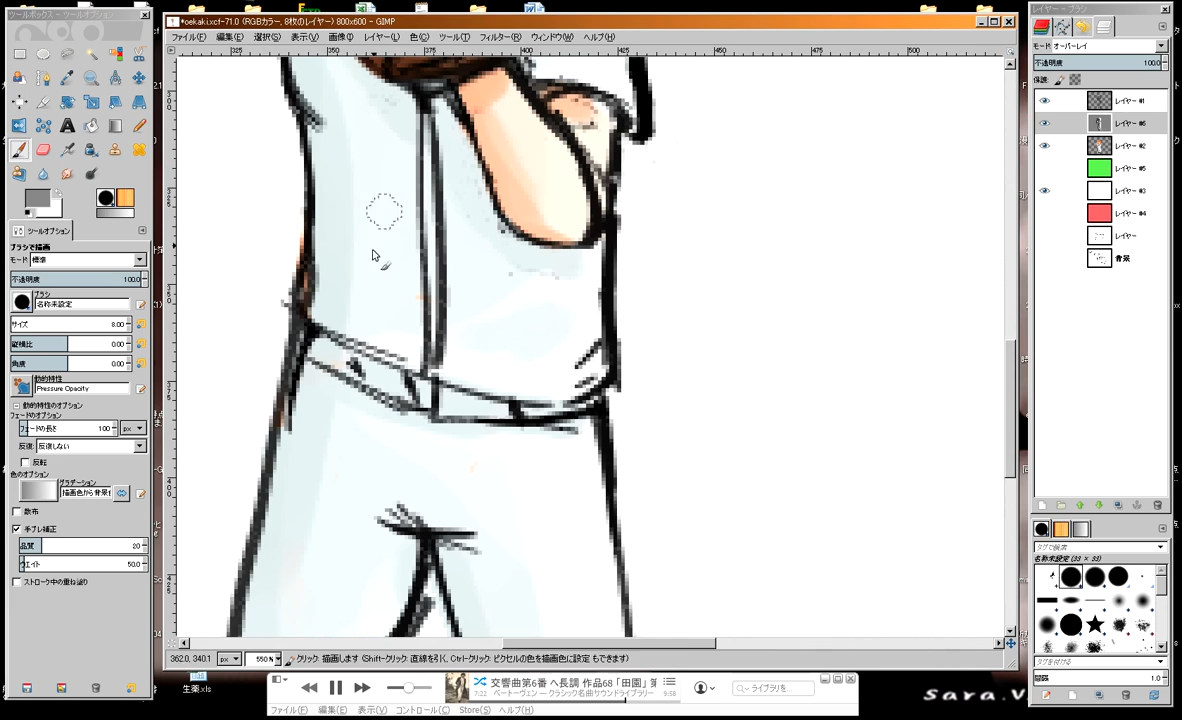 ツールボックス - ツールオプション
*oekaki.xcf-71.0 (RGBカラー, 8枚のレイヤー) 800x600 – GIMP
レイヤー - ブラシ
ファイル(F) 編集(E) 選択(S) 表示(V) 画像(I) レイヤー(L) 色(C) ツール(T) フィルター(R) ウィンドウ(W) ヘルプ(H)
325 350 375 400 425 450 475 500
モード オーバーレイ
不透明度 100.0
保護:
レイヤー #1
レイヤー #6
レイヤー #2
レイヤー #5
レイヤー #3
レイヤー #4
レイヤー
背景
ツールオプション
ブラシで描画
モード: 標準
不透明度 100.0
ブラシ
名称未設定
サイズ 8.00
縦横比 0.00
角度 0.00
動的特性
Pressure Opacity
動的特性のオプション
フェードのオプション
フェードの長さ 100 px
反復: 反復しない
反転
色のオプション
グラデーション
描画色から背景色
散布
手ブレ補正
品質 20
ウエイト 50.0
ストローク中の重ね塗り
タグで検索
名称未設定 (33 × 33)
タグを付ける
間隔 1.0
362.0, 340.1 px 550% クリック: 描画します (Shift-クリック: 直線を引く, Ctrl-クリック: ピクセルの色を描画色に設定 もできます)
生薬.xls
交響曲第6番 ヘ長調 作品68「田園」 第
7:22 ベートーヴェン — クラシック名曲サウンドライブラリー 9:58
ライブラリを...
ファイル(F) 編集(E) 表示(V) コントロール(C) Store(S) ヘルプ(H)
Sara.V